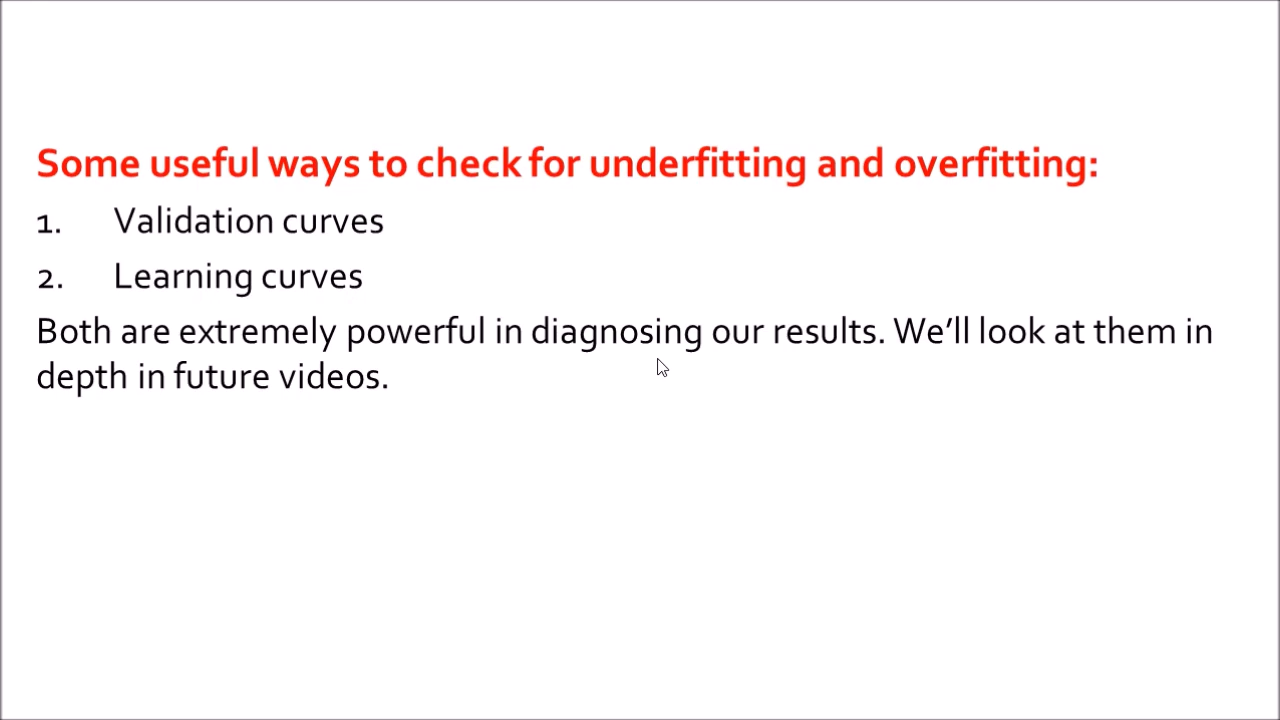 Some useful ways to check for underfitting and overfitting:
1. Validation curves
2. Learning curves
Both are extremely powerful in diagnosing our results. We’ll look at them in
depth in future videos.